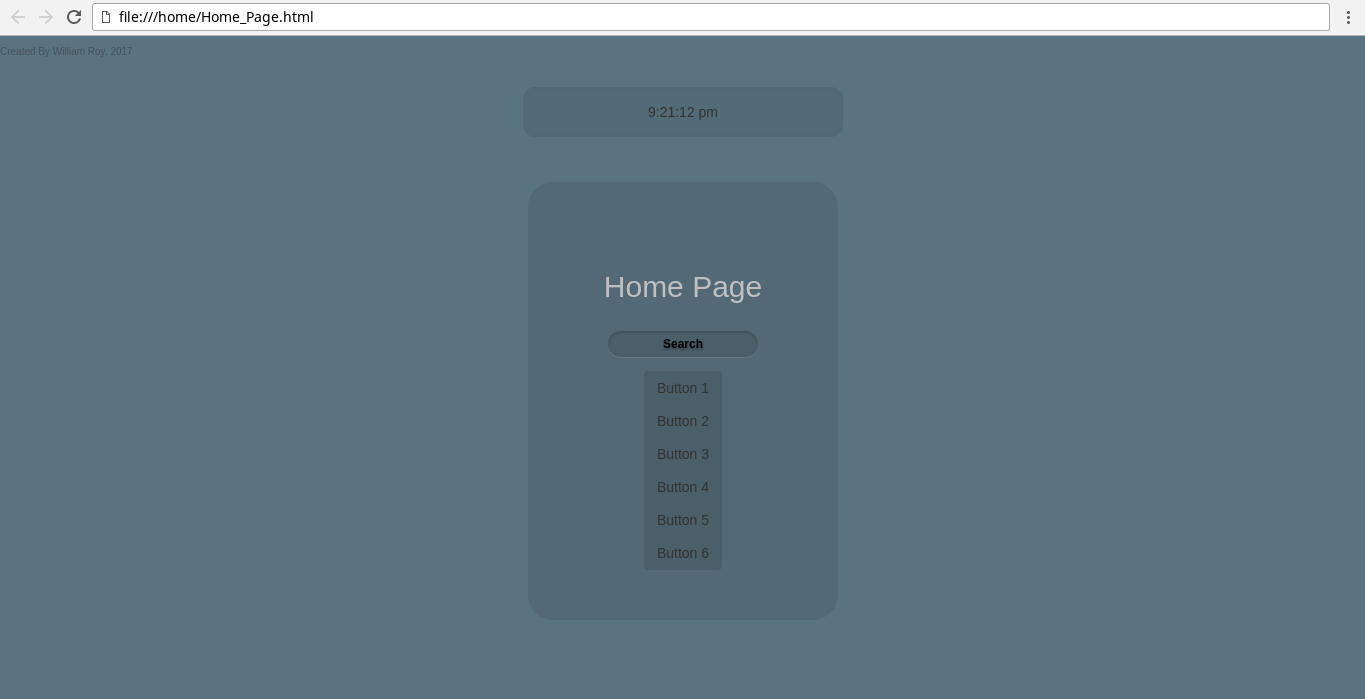 file:///home/Home_Page.html
Created By William Roy, 2017
9:21:12 pm
Home Page
Search
Button 1
Button 2
Button 3
Button 4
Button 5
Button 6